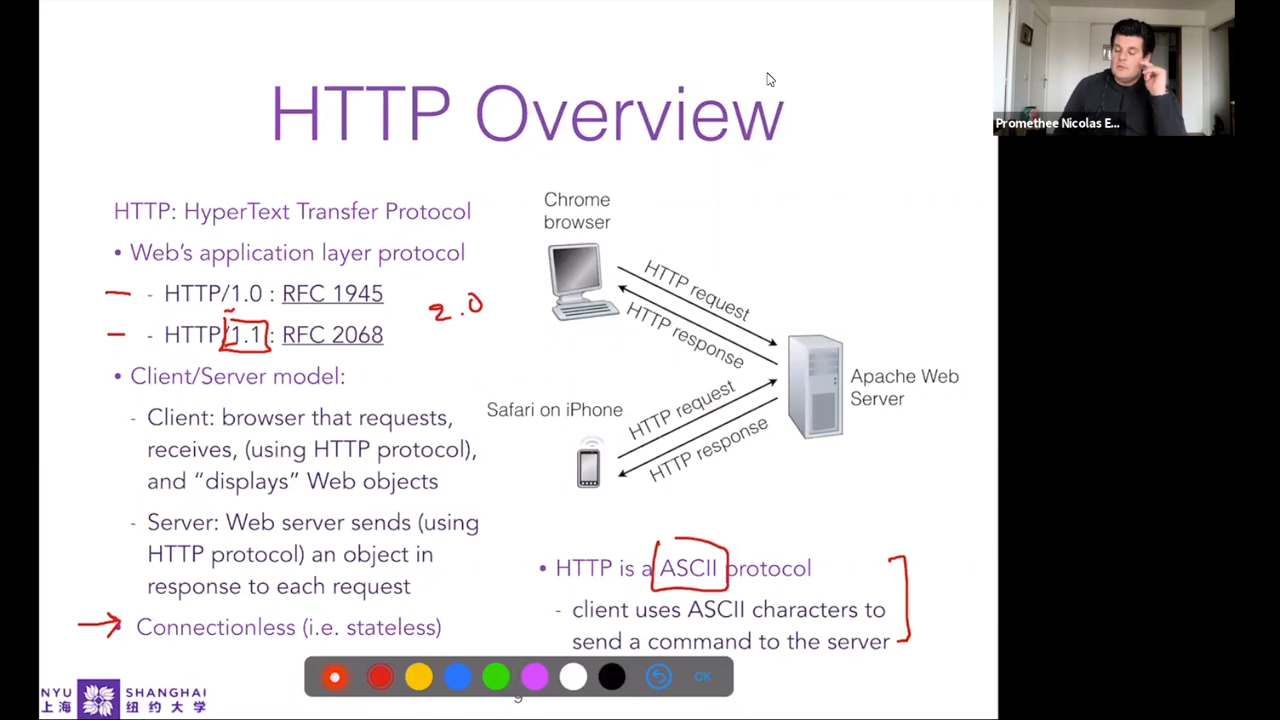 HTTP Overview
Promethee Nicolas E...
HTTP: HyperText Transfer Protocol
• Web's application layer protocol
- HTTP/1.0 : RFC 1945
- HTTP/1.1 : RFC 2068
2.0
• Client/Server model:
- Client: browser that requests,
receives, (using HTTP protocol),
and “displays” Web objects
- Server: Web server sends (using
HTTP protocol) an object in
response to each request
• Connectionless (i.e. stateless)
Chrome
browser
HTTP request
HTTP response
Apache Web
Server
Safari on iPhone
HTTP request
HTTP response
• HTTP is a ASCII protocol
- client uses ASCII characters to
send a command to the server
OK
9
NYU SHANGHAI
上海 纽约大学